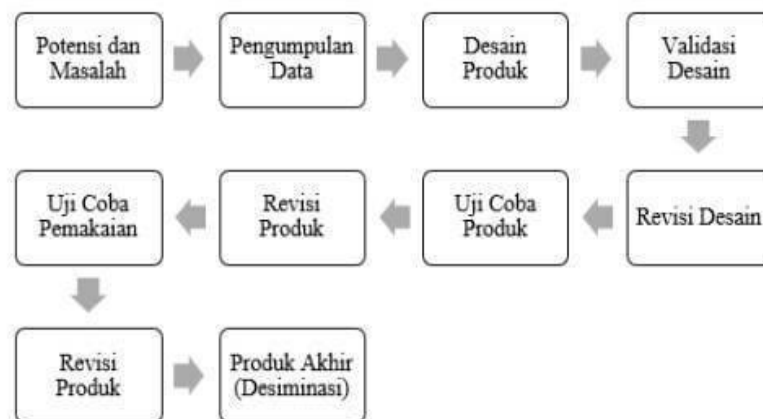 Potensi dan
Masalah
Pengumpulan
Data
Desain
Produk
Validasi
Desain
Revisi Desain
Uji Coba
Produk
Revisi
Produk
Uji Coba
Pemakaian
Revisi
Produk
Produk Akhir
(Desiminasi)